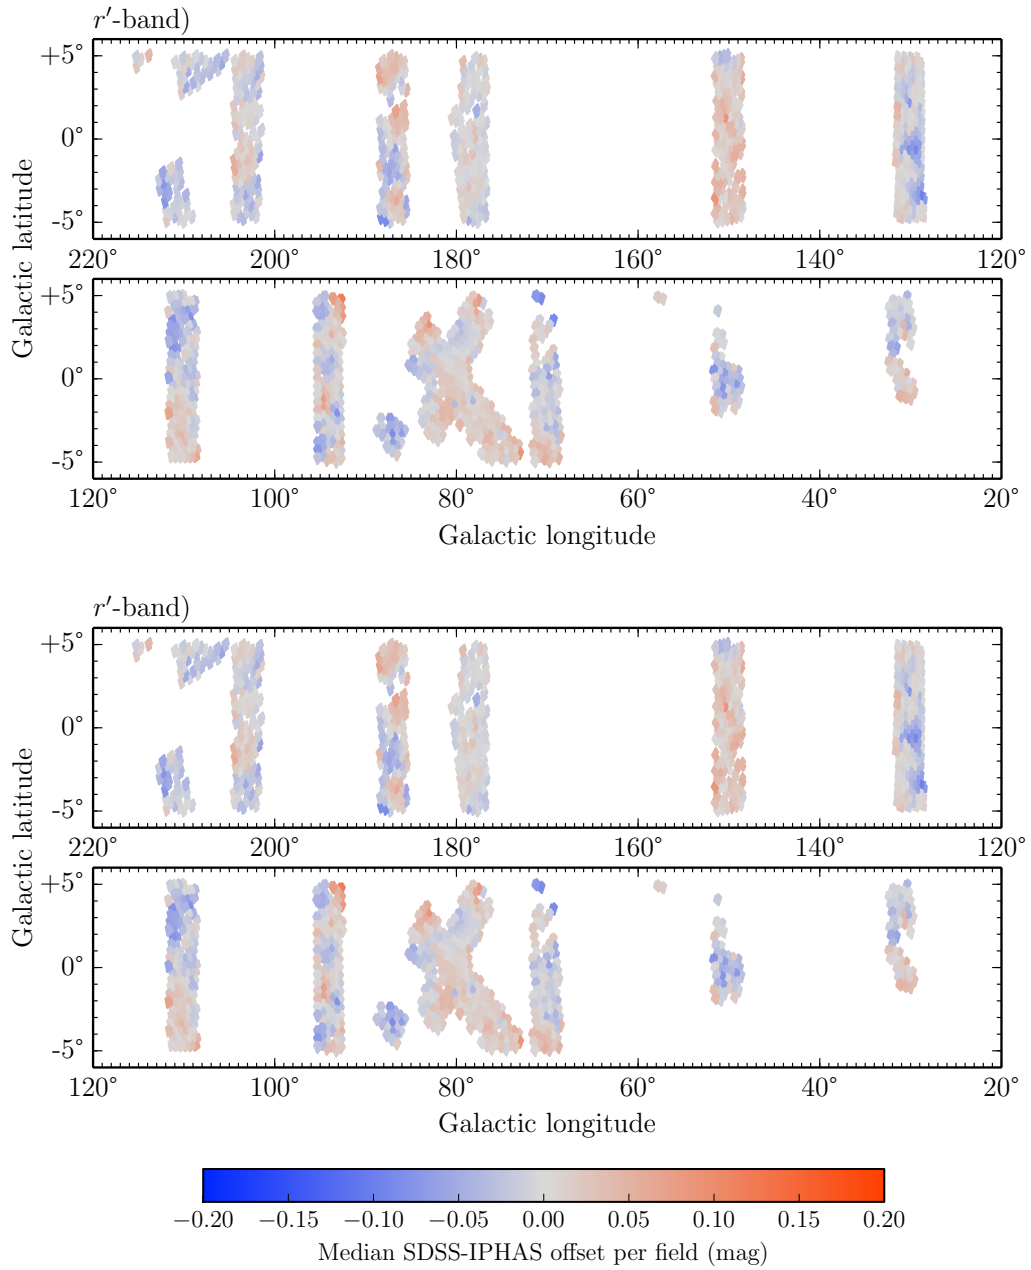 r′-band)
+5°
0°
-5°
220° 200° 180° 160° 140° 120°
Galactic latitude
+5°
0°
-5°
120° 100° 80° 60° 40° 20°
Galactic longitude
r′-band)
+5°
0°
-5°
220° 200° 180° 160° 140° 120°
Galactic latitude
+5°
0°
-5°
120° 100° 80° 60° 40° 20°
Galactic longitude
−0.20 −0.15 −0.10 −0.05 0.00 0.05 0.10 0.15 0.20
Median SDSS-IPHAS offset per field (mag)